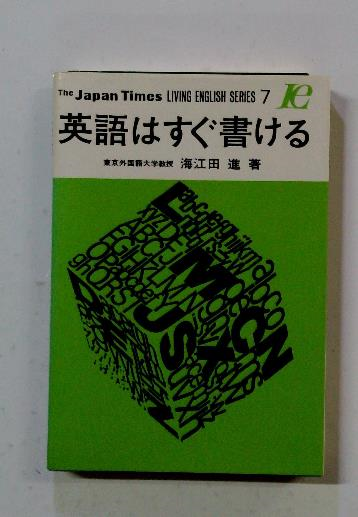 The Japan Times LIVING ENGLISH SERIES 7 le
英語はすぐ書ける
東京外国語大学教授 海江田 進 著